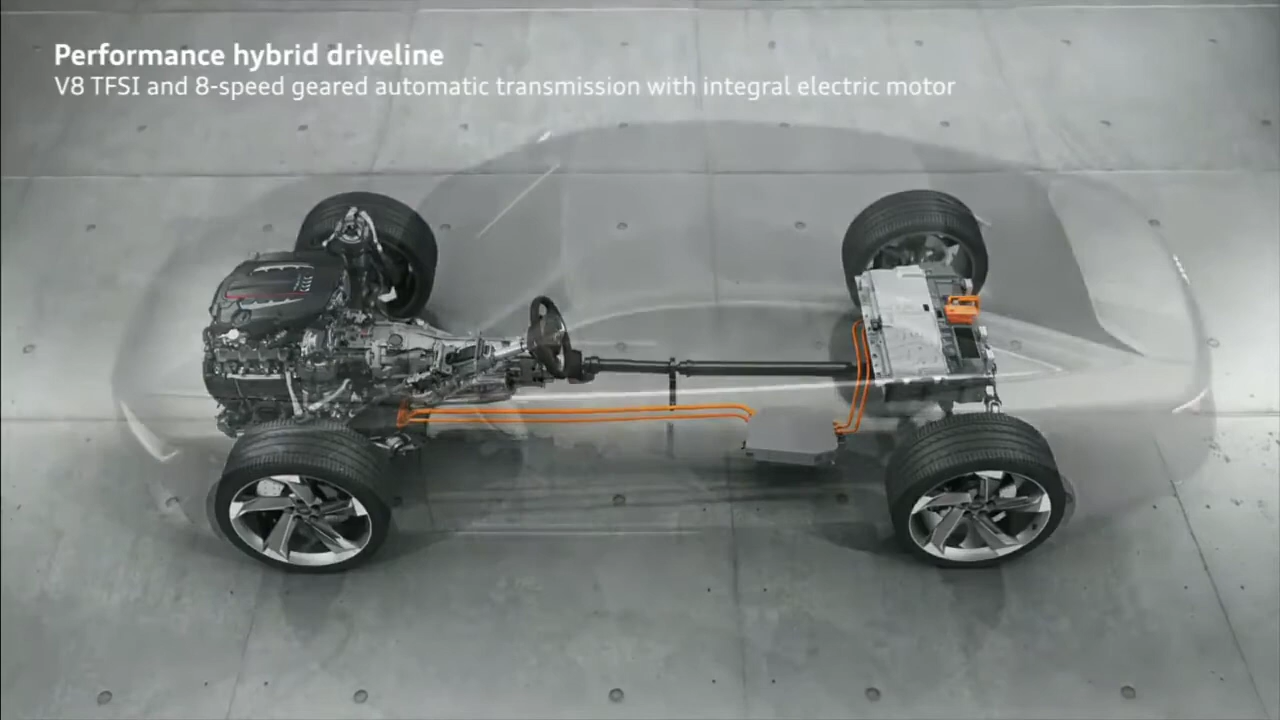 Performance hybrid driveline
V8 TFSI and 8-speed geared automatic transmission with integral electric motor